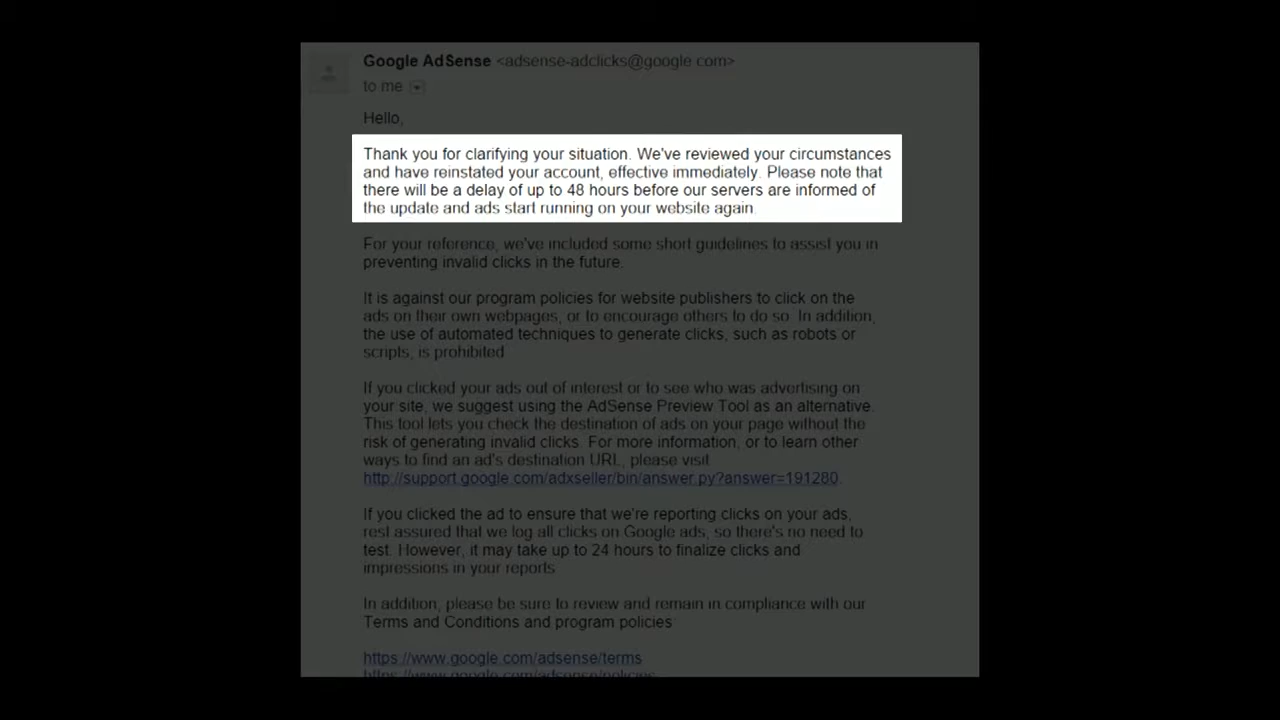 Google AdSense <adsense-adclicks@google.com>
to me
Hello,
Thank you for clarifying your situation. We've reviewed your circumstances
and have reinstated your account, effective immediately. Please note that
there will be a delay of up to 48 hours before our servers are informed of
the update and ads start running on your website again.
For your reference, we've included some short guidelines to assist you in
preventing invalid clicks in the future.
It is against our program policies for website publishers to click on the
ads on their own webpages, or to encourage others to do so. In addition,
the use of automated techniques to generate clicks, such as robots or
scripts, is prohibited
If you clicked your ads out of interest or to see who was advertising on
your site, we suggest using the AdSense Preview Tool as an alternative.
This tool lets you check the destination of ads on your page without the
risk of generating invalid clicks. For more information, or to learn other
ways to find an ad's destination URL, please visit
http://support.google.com/adxseller/bin/answer.py?answer=191280.
If you clicked the ad to ensure that we're reporting clicks on your ads,
rest assured that we log all clicks on Google ads, so there's no need to
test. However, it may take up to 24 hours to finalize clicks and
impressions in your reports
In addition, please be sure to review and remain in compliance with our
Terms and Conditions and program policies
https://www.google.com/adsense/terms
https://www.google.com/adsense/policies